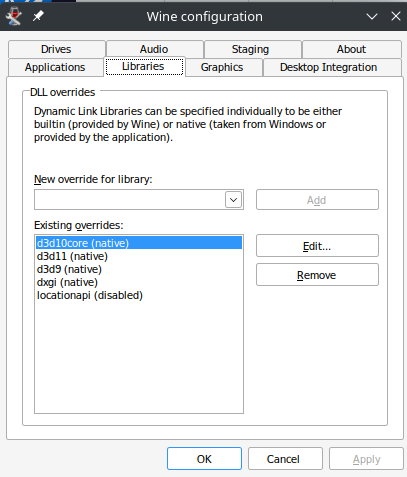 Wine configuration
Drives Audio Staging About
Applications Libraries Graphics Desktop Integration
DLL overrides
Dynamic Link Libraries can be specified individually to be either
builtin (provided by Wine) or native (taken from Windows or
provided by the application).
New override for library:
Add
Existing overrides:
d3d10core (native)
d3d11 (native)
d3d9 (native)
dxgi (native)
locationapi (disabled)
Edit...
Remove
OK Cancel Apply